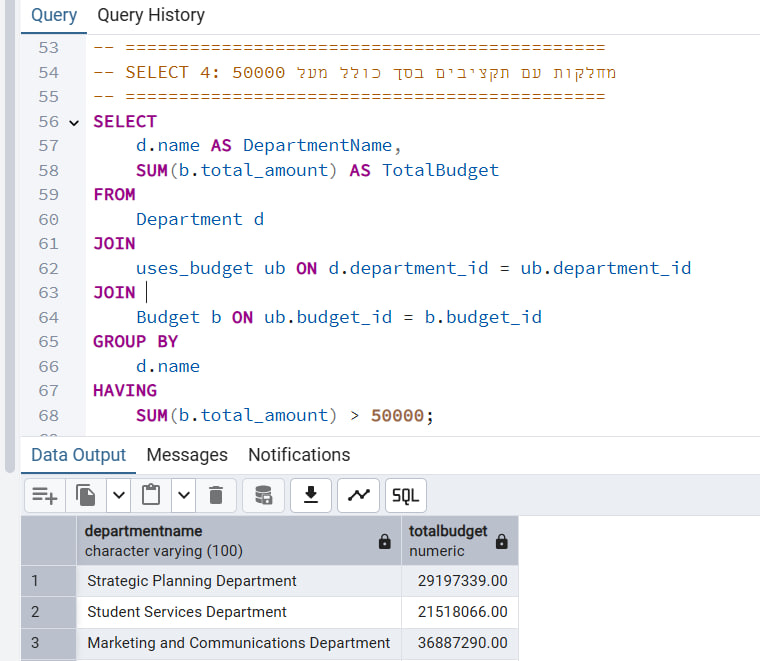 Query Query History
53 -- =============================================
54 -- SELECT 4: מחלקות עם תקציבים בסך כולל מעל 50000
55 -- =============================================
56 SELECT
57 d.name AS DepartmentName,
58 SUM(b.total_amount) AS TotalBudget
59 FROM
60 Department d
61 JOIN
62 uses_budget ub ON d.department_id = ub.department_id
63 JOIN
64 Budget b ON ub.budget_id = b.budget_id
65 GROUP BY
66 d.name
67 HAVING
68 SUM(b.total_amount) > 50000;
Data Output Messages Notifications
SQL
departmentname totalbudget
character varying (100) numeric
1 Strategic Planning Department 29197339.00
2 Student Services Department 21518066.00
3 Marketing and Communications Department 36887290.00